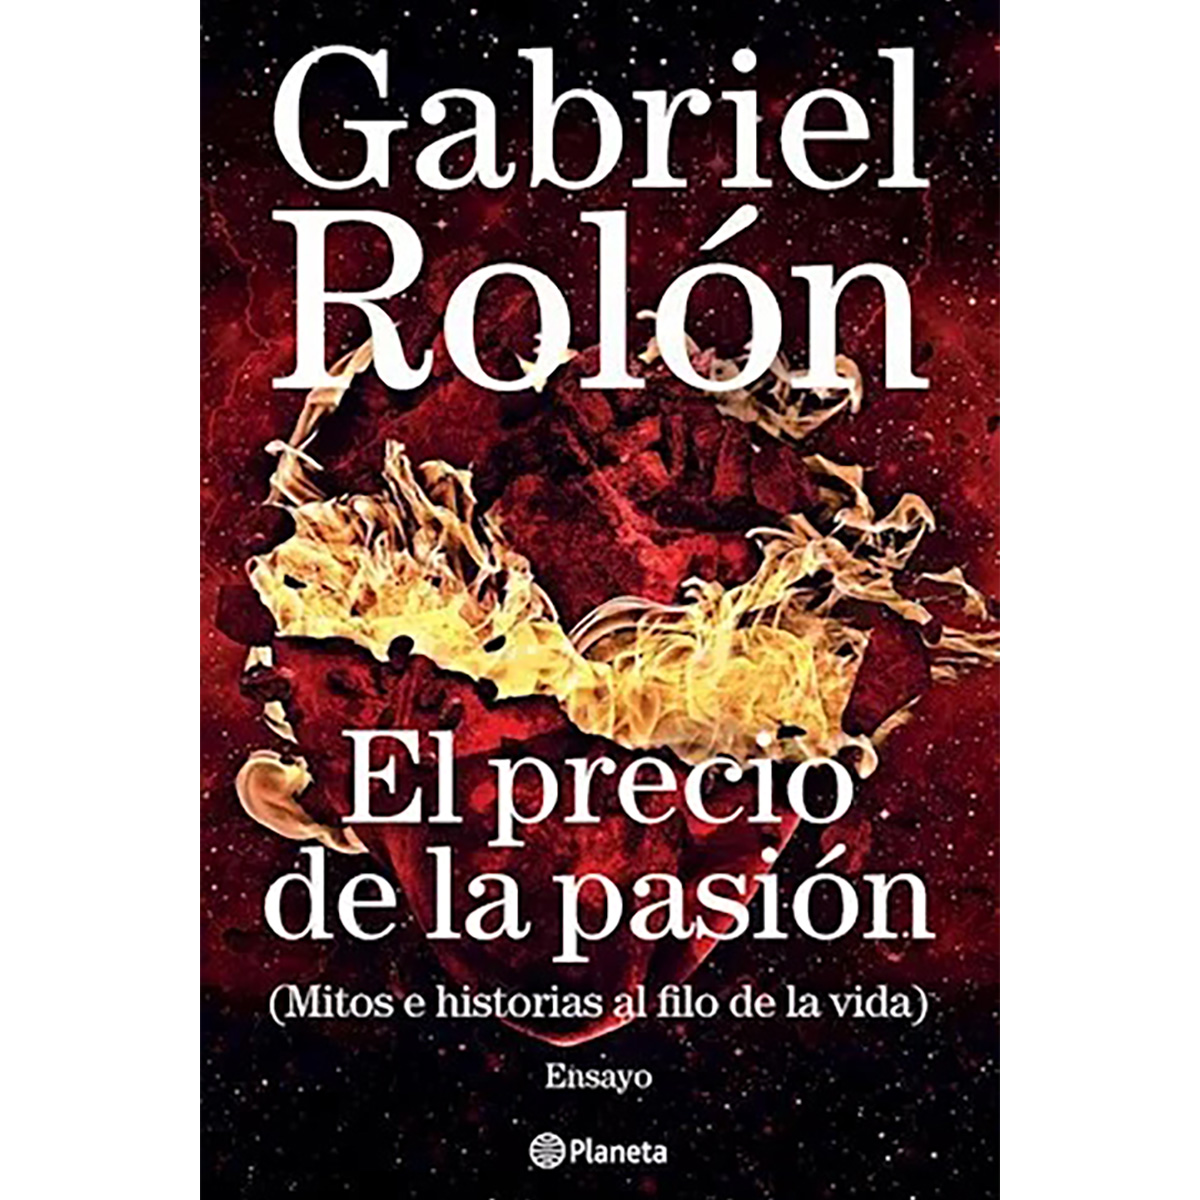 Gabriel
Rolón
El precio
de la pasión
(Mitos e historias al filo de la vida)
Ensayo
Planeta